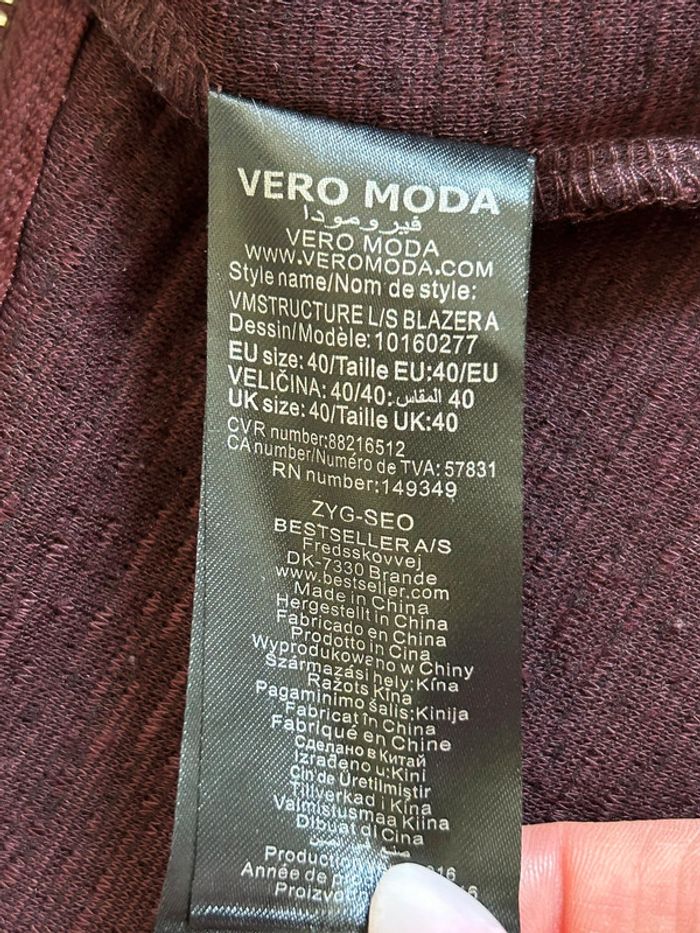 VERO MODA
فيرومودا
VERO MODA
WWW.VEROMODA.COM
Style name/Nom de style:
VMSTRUCTURE L/S BLAZER A
Dessin/Modèle: 10160277
EU size: 40/Taille EU:40/EU
VELIČINA: 40/40: المقاس: 40
UK size: 40/Taille UK:40
CVR number:88216512
CA number/Numéro de TVA: 57831
RN number:149349
ZYG-SEO
BESTSELLER A/S
Fredsskovvej
DK-7330 Brande
www.bestseller.com
Made in China
Hergestellt in China
Fabricado en China
Prodotto in Cina
Wyprodukowano w Chiny
Származási hely: Kína
Ražots Kīna
Pagaminimo šalis: Kinija
Fabricat în China
Fabriqué en Chine
Сделано в Китай
Izrađeno u: Kini
Cin de Üretilmiştir
Tillverkad i Kina
Valmistusmaa Kiina
Dibuat di Cina
Année de